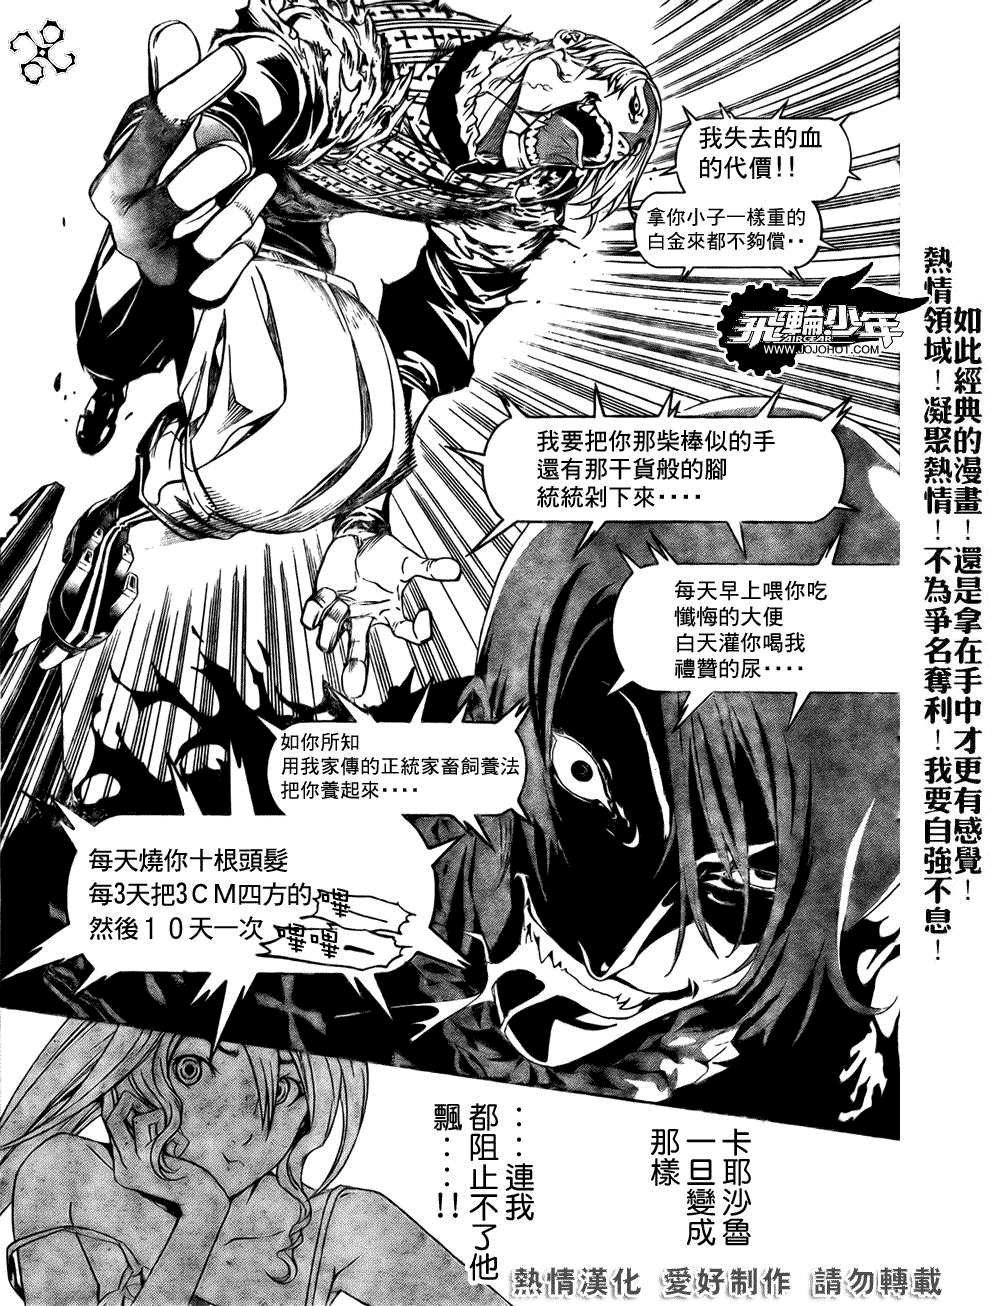 我失去的血
的代價!!
拿你小子一樣重的
白金來都不夠償··
飛輪少年
AIRGEAR
WWW.JOJOHOT.COM
我要把你那柴棒似的手
還有那干貨般的腳
統統剁下來····
每天早上喂你吃
懺悔的大便
白天灌你喝我
禮贊的尿····
如你所知
用我家傳的正統家畜飼養法
把你養起來····
每天燒你十根頭髮
每3天把3CM四方的嗶—
然後10天一次嗶嗶—
卡耶沙魯
一旦變成
那樣
‥‥連我
都阻止不了他
飄‥‥!!
如此經典的漫畫!還是拿在手中才更有感覺!
熱情領域!凝聚熱情!不為爭名奪利!我要自強不息!
熱情漢化 愛好制作 請勿轉載